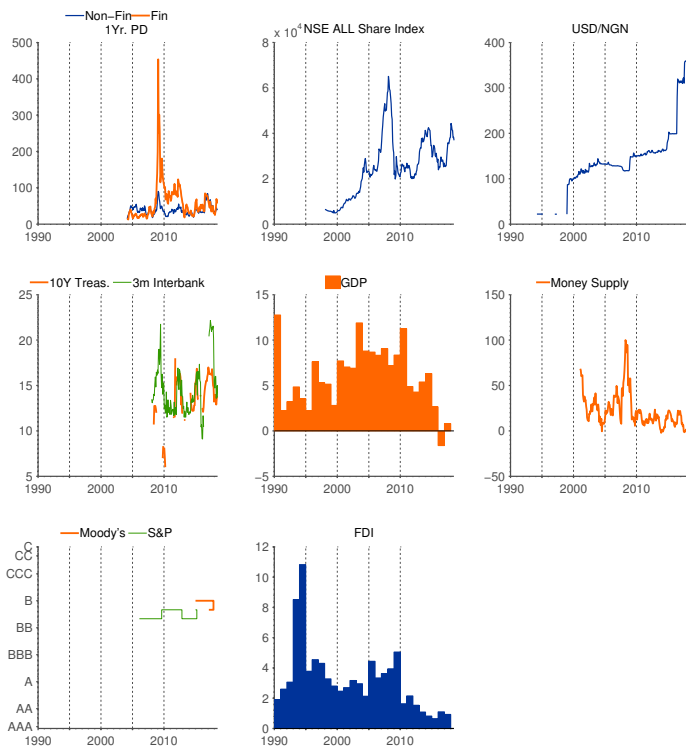 Non-Fin Fin
1Yr. PD
500
400
300
200
100
0
1990 2000 2010
x 10⁴ NSE ALL Share Index
8
6
4
2
0
1990 2000 2010
USD/NGN
400
300
200
100
0
1990 2000 2010
10Y Treas. 3m Interbank
25
20
15
10
5
1990 2000 2010
GDP
15
10
5
0
−5
1990 2000 2010
Money Supply
150
100
50
0
−50
1990 2000 2010
Moody's S&P
C
CC
CCC
B
BB
BBB
A
AA
AAA
1990 2000 2010
FDI
12
10
8
6
4
2
0
1990 2000 2010